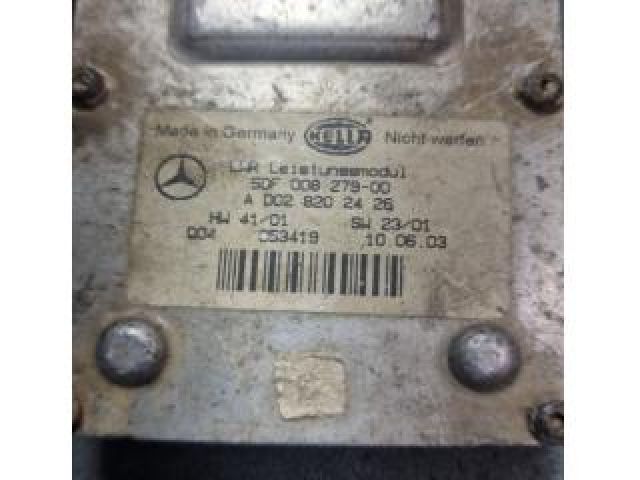 Made in Germany HELLA Nicht werfen
LWR Leistungsmodul
5DF 008 279-00
A 002 820 24 26
HW 41/01 SW 23/01
Q04 053419 10.06.03